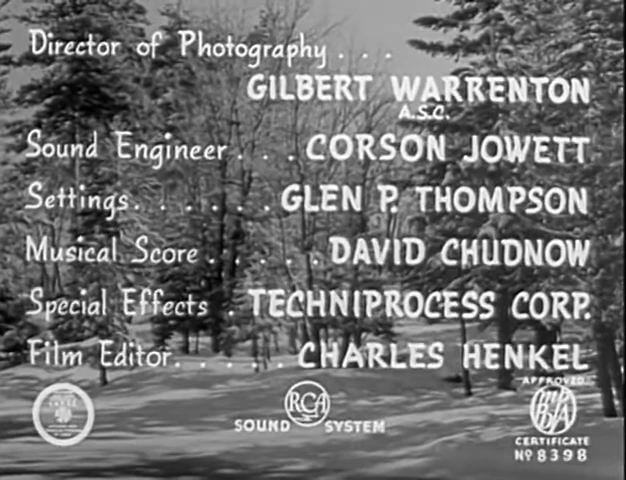 Director of Photography . . .
GILBERT WARRENTON
A.S.C.
Sound Engineer . . . CORSON JOWETT
Settings . . . . . . GLEN P. THOMPSON
Musical Score . . . . . DAVID CHUDNOW
Special Effects . TECHNIPROCESS CORP.
Film Editor . . . . . CHARLES HENKEL
RCA
SOUND SYSTEM
APPROVED
MPPDA
CERTIFICATE
Nº 8398